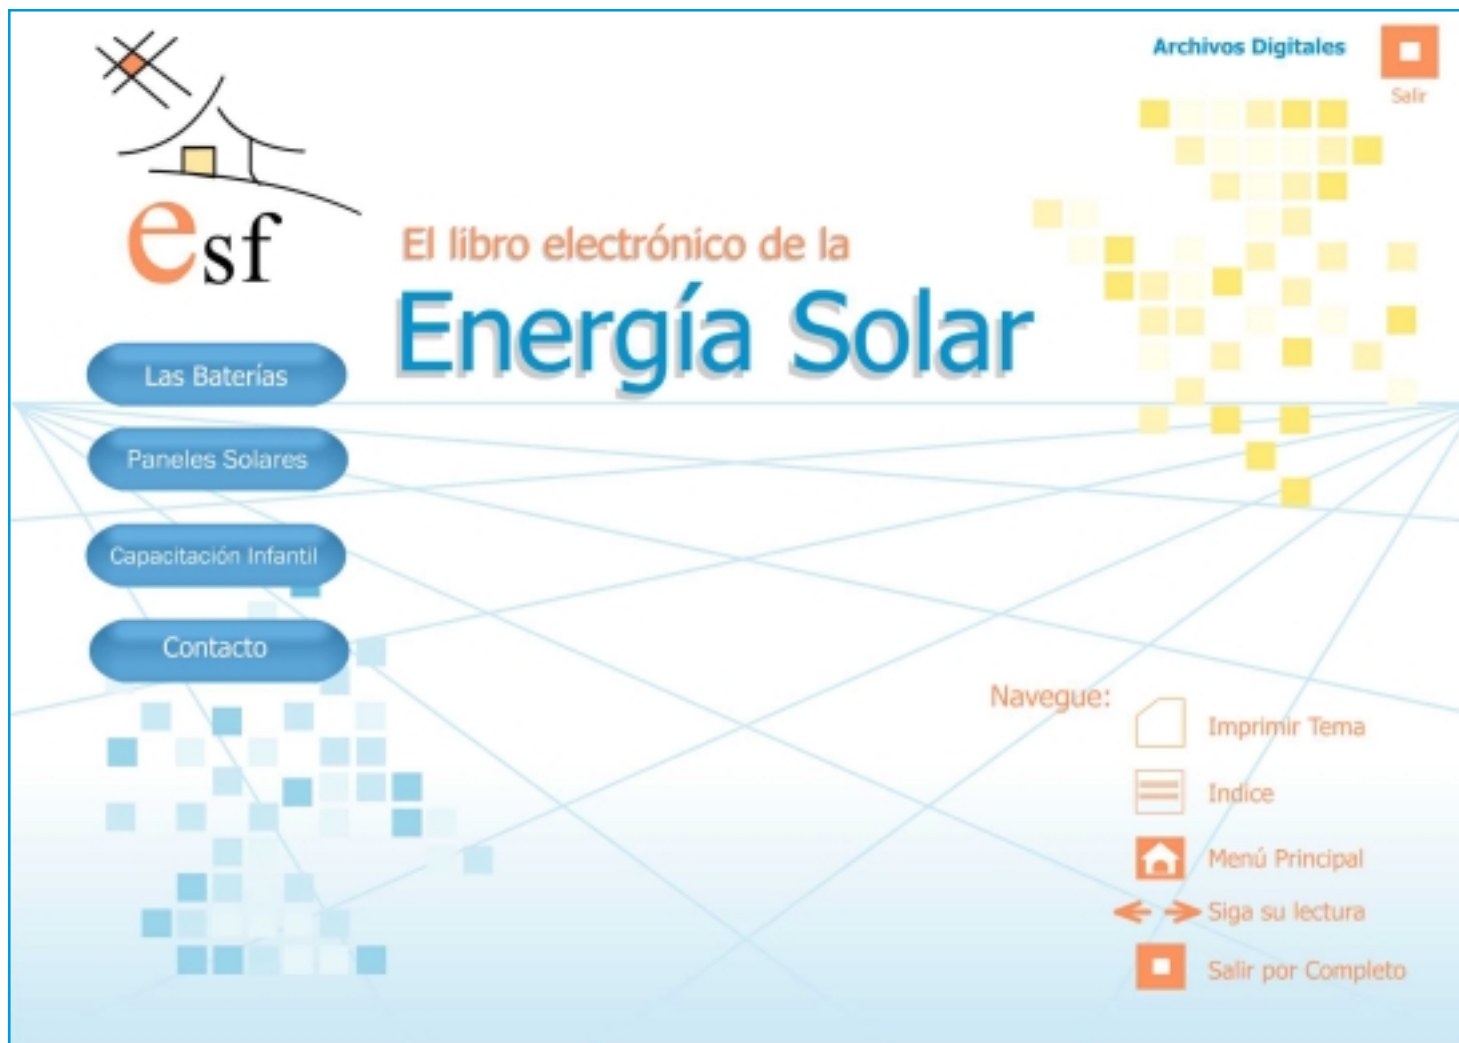 Archivos Digitales
Salir
esf
El libro electrónico de la
Energía Solar
Las Baterías
Paneles Solares
Capacitación Infantil
Contacto
Navegue:
Imprimir Tema
Indice
Menú Principal
Siga su lectura
Salir por Completo